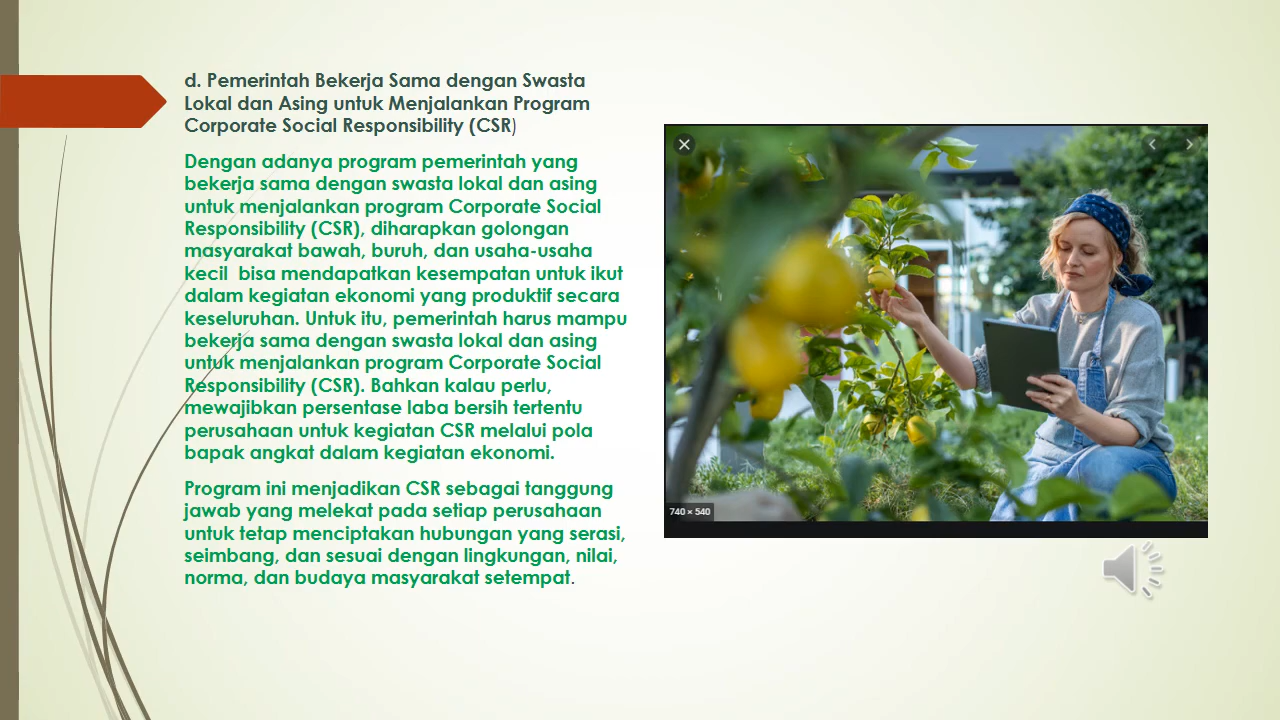 d. Pemerintah Bekerja Sama dengan Swasta
Lokal dan Asing untuk Menjalankan Program
Corporate Social Responsibility (CSR)
Dengan adanya program pemerintah yang
bekerja sama dengan swasta lokal dan asing
untuk menjalankan program Corporate Social
Responsibility (CSR), diharapkan golongan
masyarakat bawah, buruh, dan usaha-usaha
kecil  bisa mendapatkan kesempatan untuk ikut
dalam kegiatan ekonomi yang produktif secara
keseluruhan. Untuk itu, pemerintah harus mampu
bekerja sama dengan swasta lokal dan asing
untuk menjalankan program Corporate Social
Responsibility (CSR). Bahkan kalau perlu,
mewajibkan persentase laba bersih tertentu
perusahaan untuk kegiatan CSR melalui pola
bapak angkat dalam kegiatan ekonomi.
Program ini menjadikan CSR sebagai tanggung
jawab yang melekat pada setiap perusahaan
untuk tetap menciptakan hubungan yang serasi,
seimbang, dan sesuai dengan lingkungan, nilai,
norma, dan budaya masyarakat setempat.
740 × 540